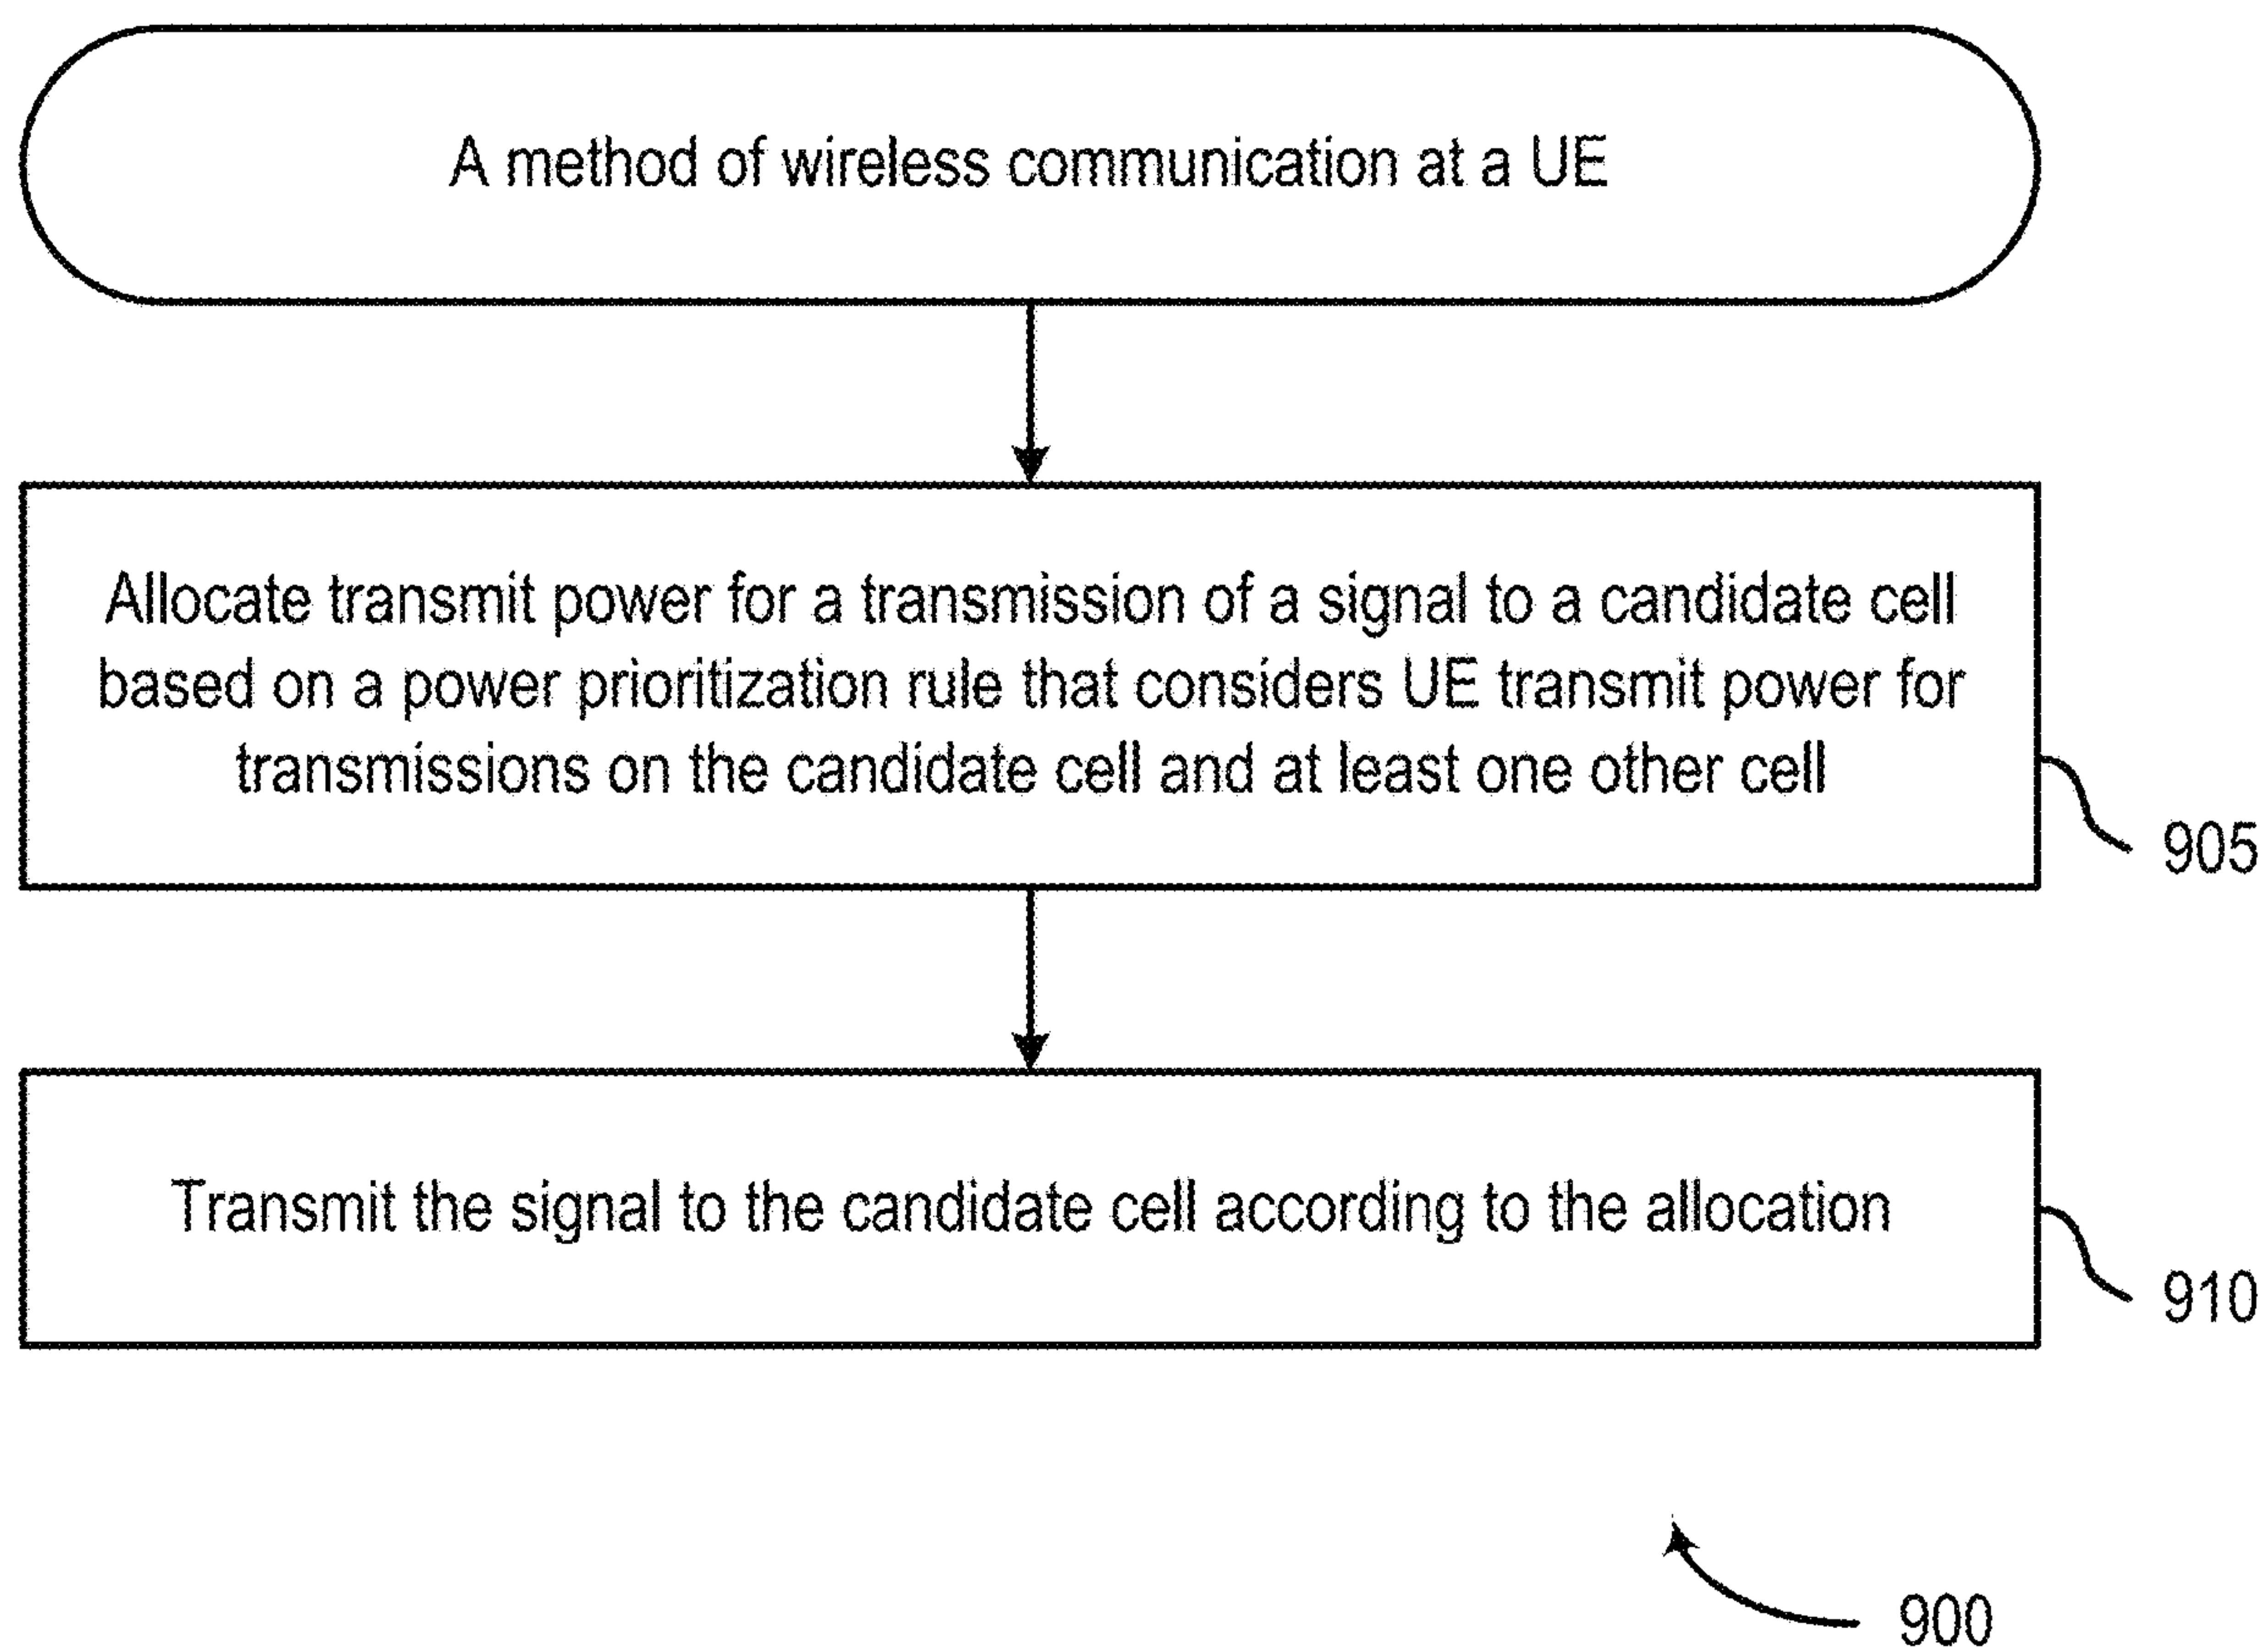 A method of wireless communication at a UE
Allocate transmit power for a transmission of a signal to a candidate cell
based on a power prioritization rule that considers UE transmit power for
transmissions on the candidate cell and at least one other cell
905
Transmit the signal to the candidate cell according to the allocation
910
900